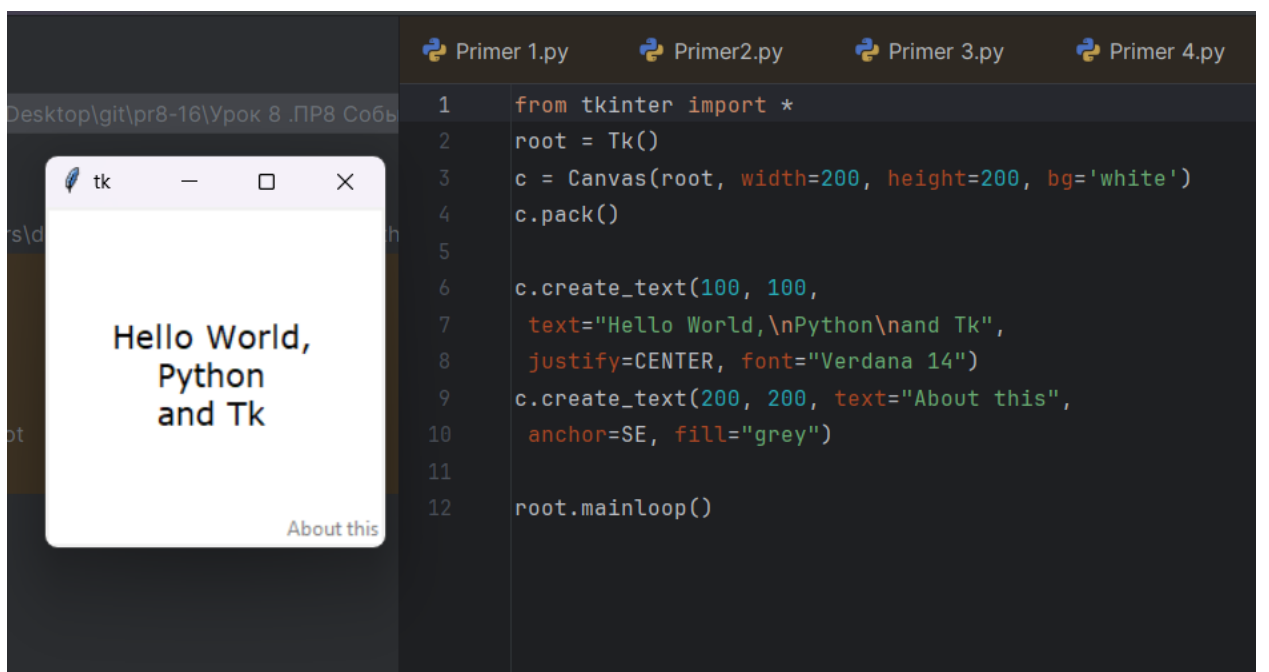 Primer 1.py Primer2.py Primer 3.py Primer 4.py
Desktop\git\pr8-16\Урок 8 .ПР8 Собы
tk
rs\d
h
Hello World,
Python
and Tk
ot
About this
1 from tkinter import *
2 root = Tk()
3 c = Canvas(root, width=200, height=200, bg='white')
4 c.pack()
5
6 c.create_text(100, 100,
7 text="Hello World,\nPython\nand Tk",
8 justify=CENTER, font="Verdana 14")
9 c.create_text(200, 200, text="About this",
10 anchor=SE, fill="grey")
11
12 root.mainloop()